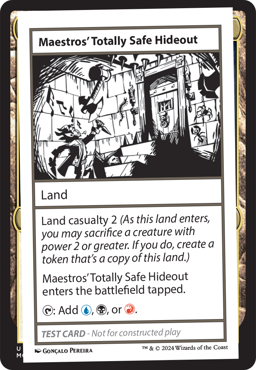 Maestros' Totally Safe Hideout
Land
Land casualty 2 (As this land enters,
you may sacrifice a creature with
power 2 or greater. If you do, create a
token that's a copy of this land.)
Maestros' Totally Safe Hideout
enters the battlefield tapped.
: Add , , or .
TEST CARD - Not for constructed play
Gonçalo Pereira
™ & © 2024 Wizards of the Coast